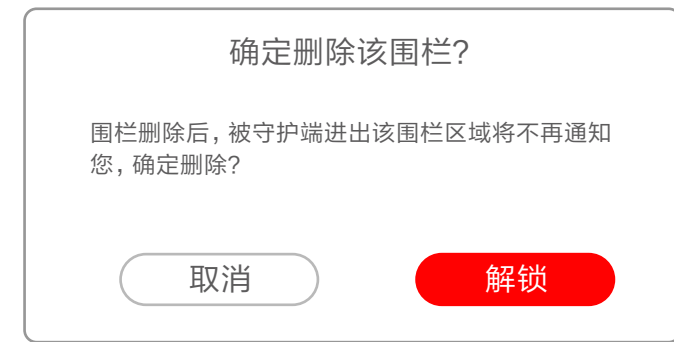 确定删除该围栏?
围栏删除后，被守护端进出该围栏区域将不再通知
您，确定删除?
取消
解锁